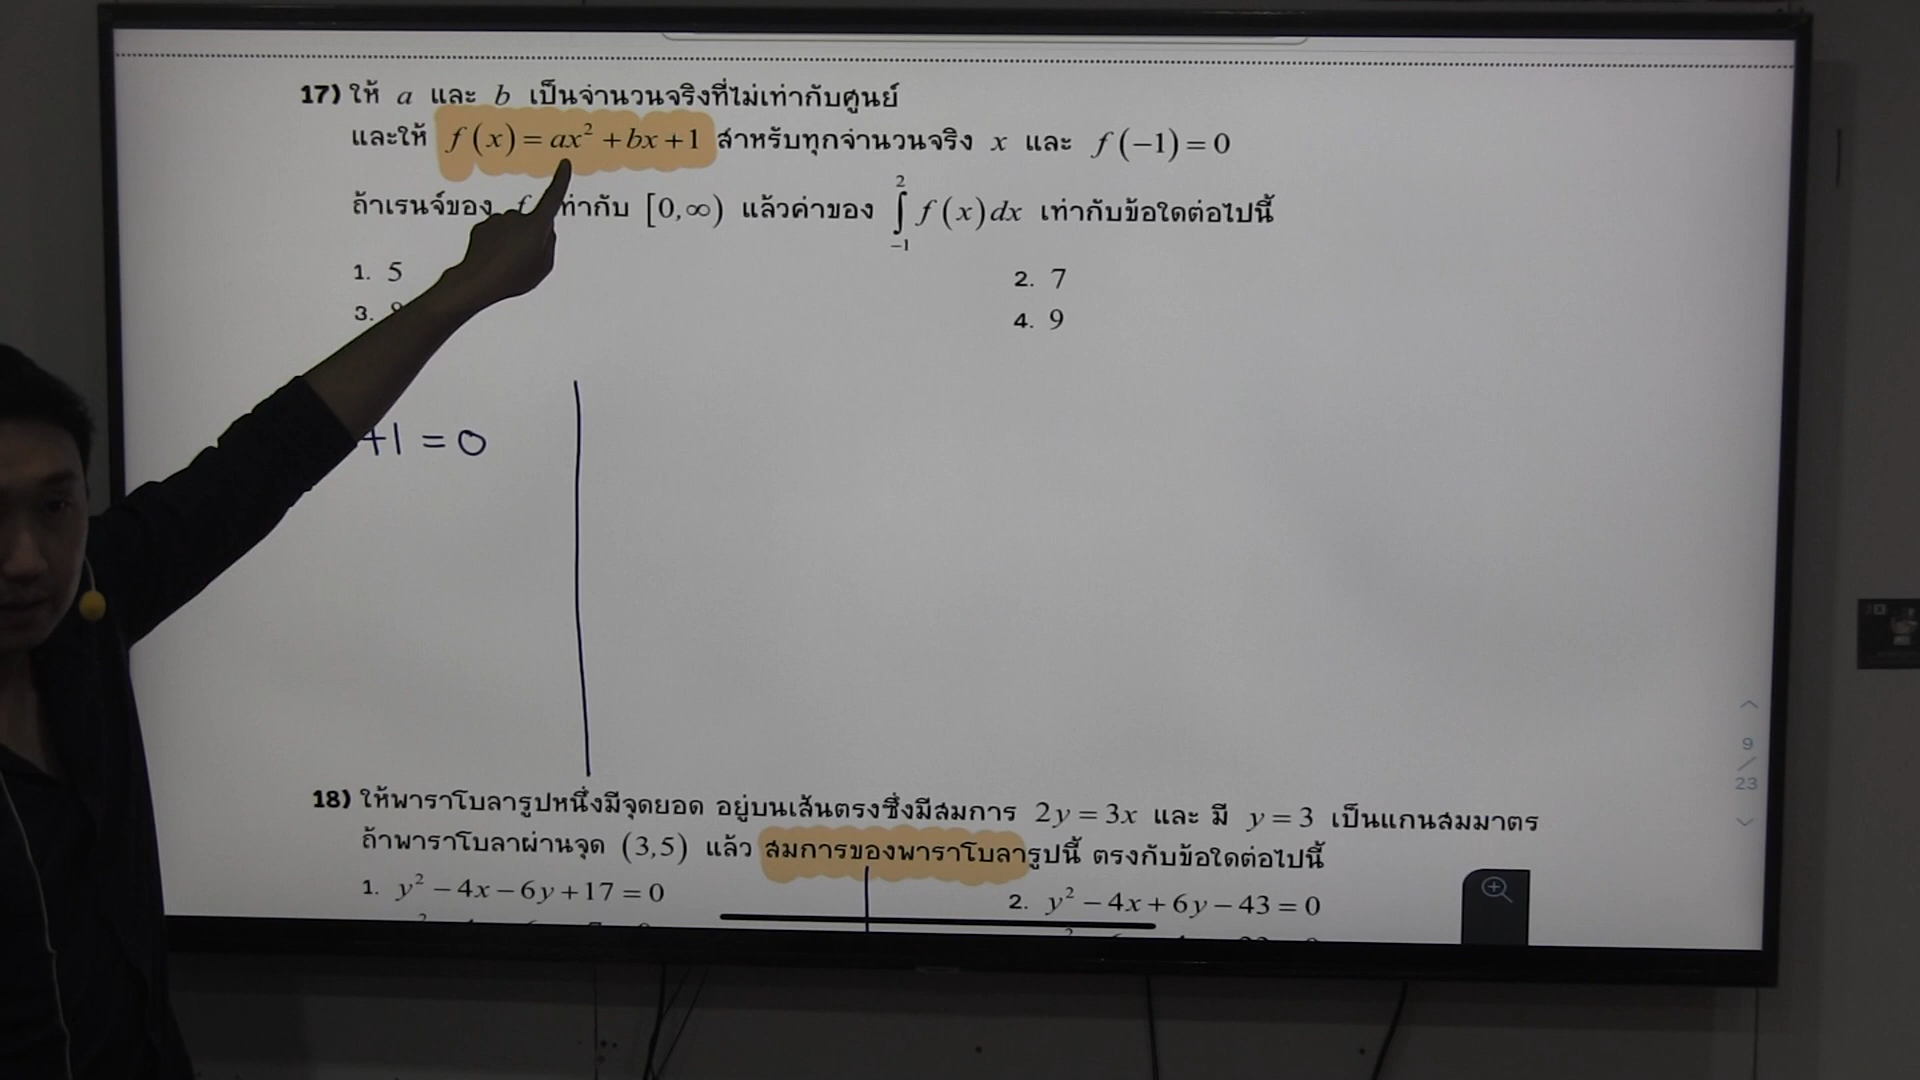 17) ให้ a และ b เป็นจำนวนจริงที่ไม่เท่ากับศูนย์
และให้ f(x) = ax² + bx + 1 สำหรับทุกจำนวนจริง x และ f(−1) = 0
ถ้าเรนจ์ของ f เท่ากับ [0,∞) แล้วค่าของ ∫₋₁² f(x)dx เท่ากับข้อใดต่อไปนี้
1. 5
2. 7
3.
4. 9
+1 = 0
18) ให้พาราโบลารูปหนึ่งมีจุดยอด อยู่บนเส้นตรงซึ่งมีสมการ 2y = 3x และ มี y = 3 เป็นแกนสมมาตร
ถ้าพาราโบลาผ่านจุด (3,5) แล้ว สมการของพาราโบลารูปนี้ ตรงกับข้อใดต่อไปนี้
1. y² − 4x − 6y + 17 = 0
2. y² − 4x + 6y − 43 = 0
9
/
23